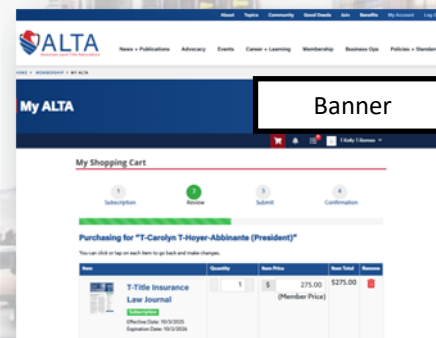 About Topics Community Good Deeds Join Benefits My Account Log
ALTA
American Land Title Association
News + Publications Advocacy Events Career + Learning Membership Business Ops Policies + Standar
HOME > MEMBERSHIP > MY ALTA
My ALTA
Banner
T-Kelly T-Romeo
My Shopping Cart
1 2 3 4
Subscription Review Submit Confirmation
Purchasing for "T-Carolyn T-Hoyer-Abbinante (President)"
You can click or tap on each item to go back and make changes.
Item Quantity Item Price Item Total Remove
T-Title Insurance 1 $ 275.00 $275.00
Law Journal (Member Price)
Subscription
Effective Date: 10/3/2025
Expiration Date: 10/2/2026